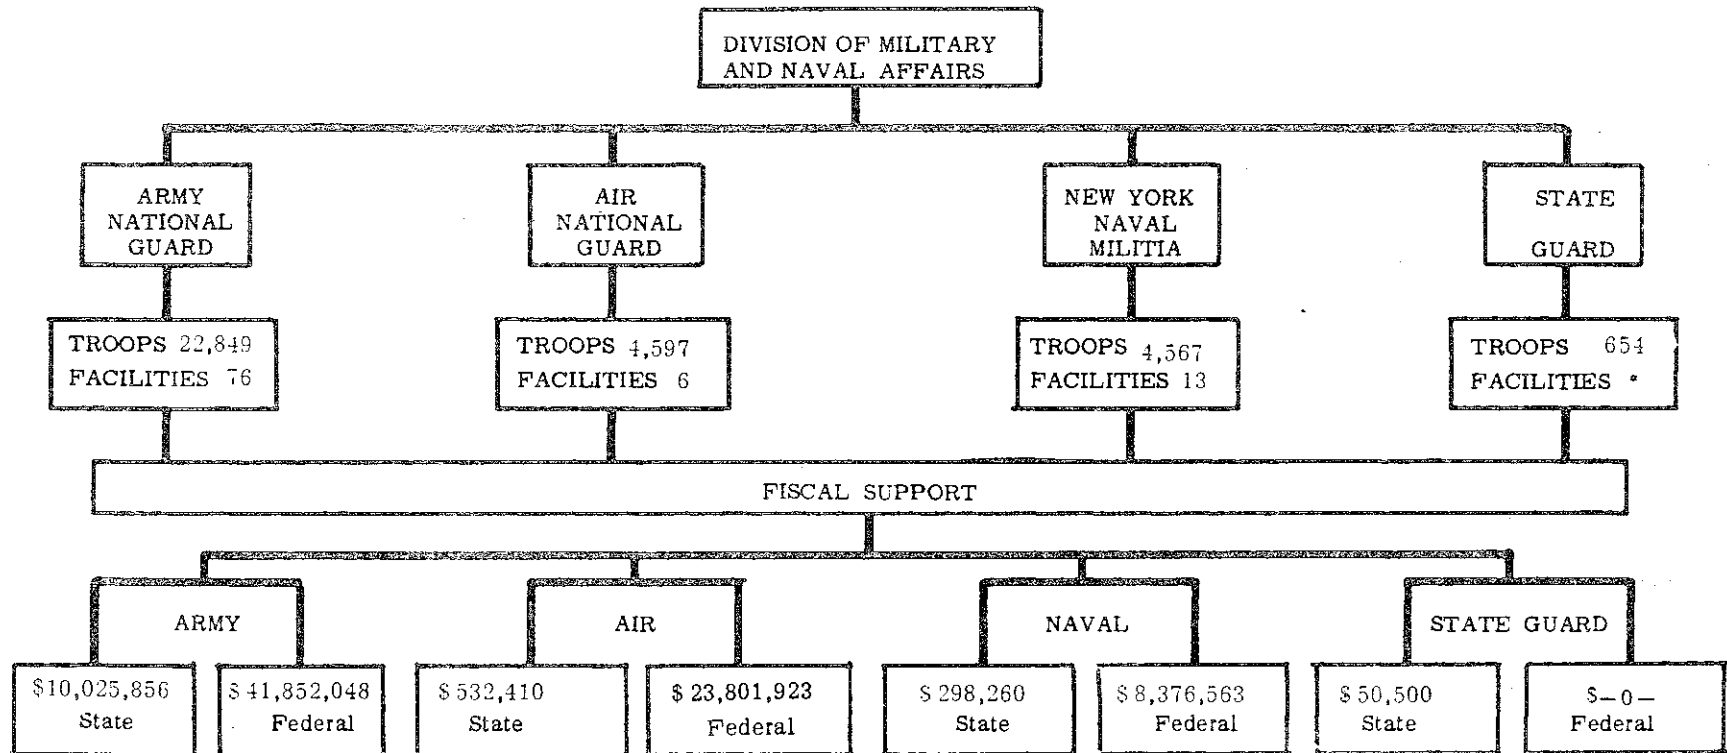 DIVISION OF MILITARY
AND NAVAL AFFAIRS
ARMY
NATIONAL
GUARD
AIR
NATIONAL
GUARD
NEW YORK
NAVAL
MILITIA
STATE
GUARD
TROOPS 22,849
FACILITIES 76
TROOPS 4,597
FACILITIES 6
TROOPS 4,567
FACILITIES 13
TROOPS 654
FACILITIES *
FISCAL SUPPORT
ARMY
AIR
NAVAL
STATE GUARD
$10,025,856
State
$41,852,048
Federal
$532,410
State
$23,801,923
Federal
$298,260
State
$8,376,563
Federal
$50,500
State
$-0-
Federal